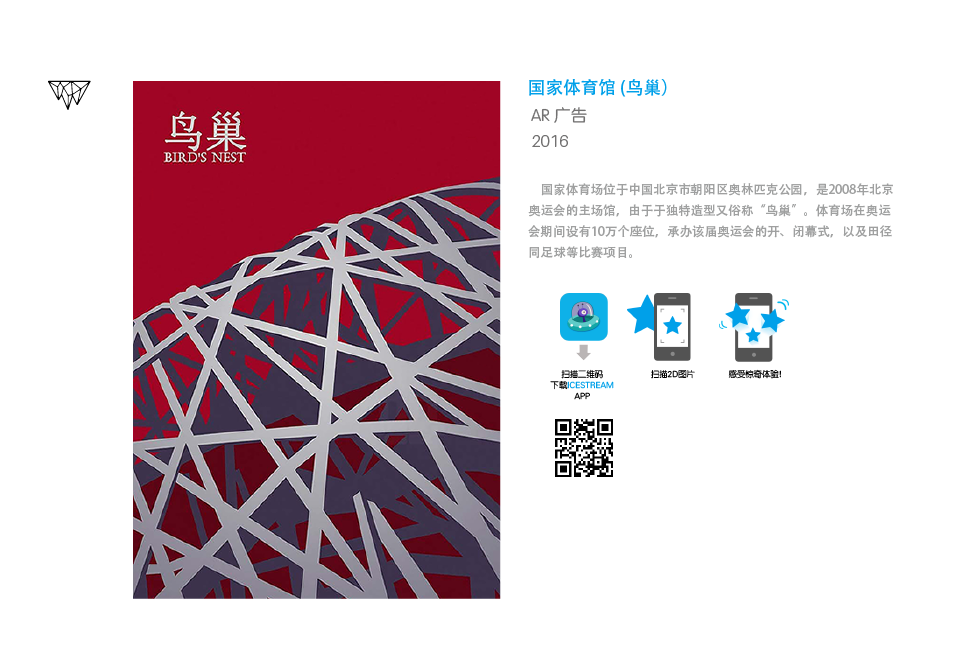 鸟巢
BIRD'S NEST
国家体育馆 (鸟巢）
AR 广告
2016
国家体育场位于中国北京市朝阳区奥林匹克公园，是2008年北京
奥运会的主场馆，由于于独特造型又俗称“鸟巢”。体育场在奥运
会期间设有10万个座位，承办该届奥运会的开、闭幕式，以及田径
同足球等比赛项目。
扫描二维码
下载ICESTREAM
APP
扫描2D图片
感受惊奇体验!